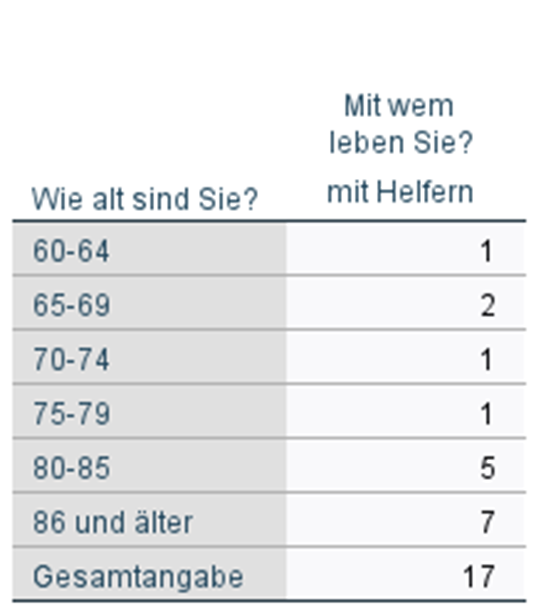 Mit wem
leben Sie?
Wie alt sind Sie? mit Helfern
60-64 1
65-69 2
70-74 1
75-79 1
80-85 5
86 und älter 7
Gesamtangabe 17